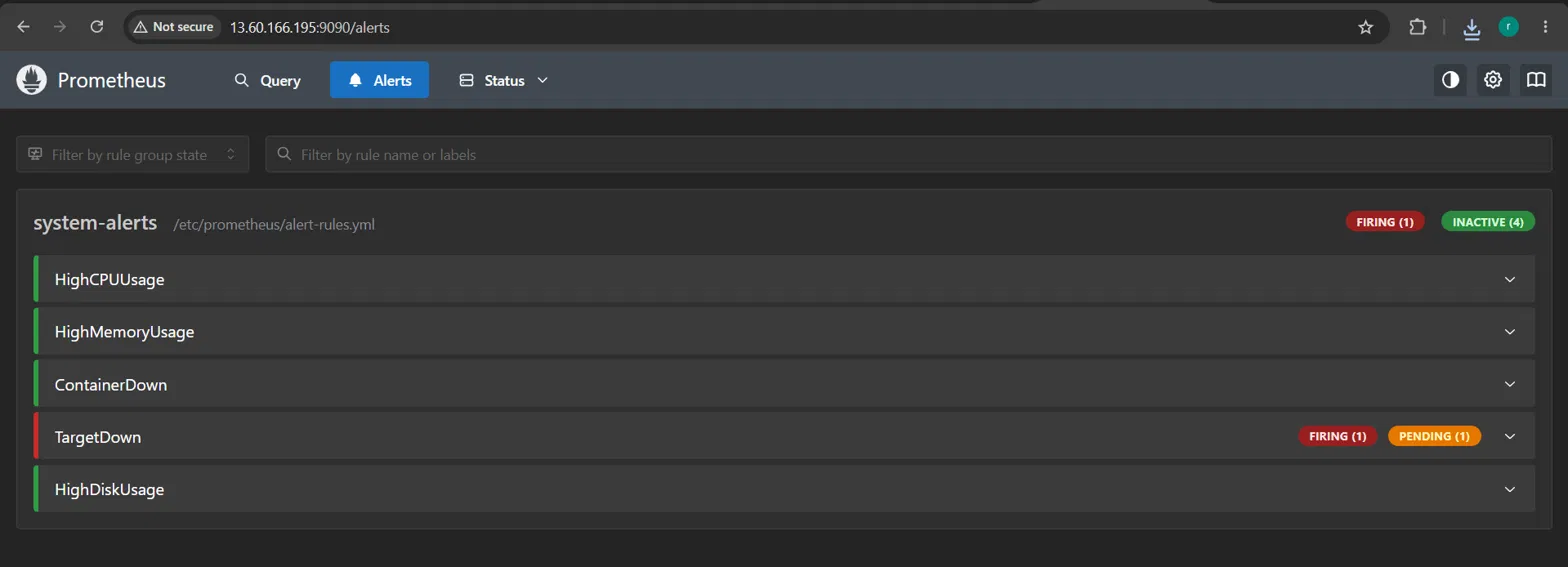 Not secure 13.60.166.195:9090/alerts r
Prometheus Query Alerts Status
Filter by rule group state Filter by rule name or labels
system-alerts /etc/prometheus/alert-rules.yml FIRING (1) INACTIVE (4)
HighCPUUsage
HighMemoryUsage
ContainerDown
TargetDown FIRING (1) PENDING (1)
HighDiskUsage